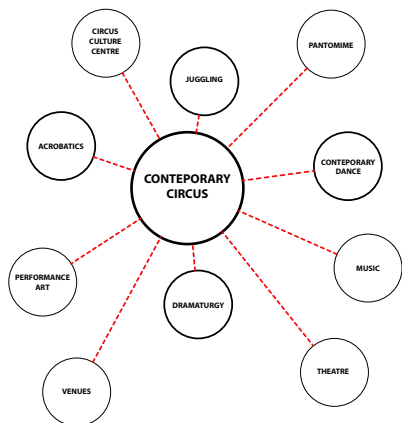 CIRCUS
CULTURE
CENTRE
PANTOMIME
JUGGLING
ACROBATICS
CONTEPORARY
DANCE
CONTEPORARY
CIRCUS
PERFORMANCE
ART
MUSIC
DRAMATURGY
THEATRE
VENUES